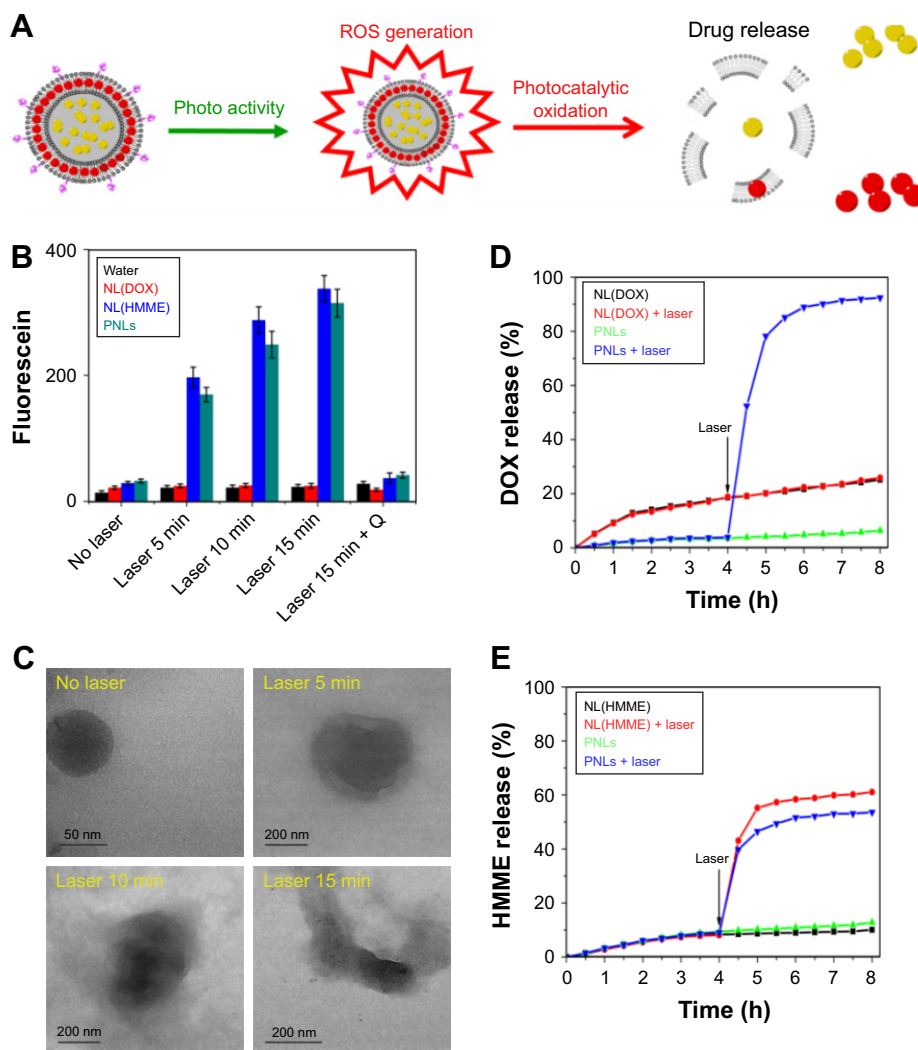 A
Photo activity
ROS generation
Photocatalytic
oxidation
Drug release
B
Fluorescein
400
200
0
Water
NL(DOX)
NL(HMME)
PNLs
No laser
Laser 5 min
Laser 10 min
Laser 15 min
Laser 15 min + Q
C
No laser
50 nm
Laser 5 min
200 nm
Laser 10 min
200 nm
Laser 15 min
200 nm
D
DOX release (%)
100
80
60
40
20
0
NL(DOX)
NL(DOX) + laser
PNLs
PNLs + laser
Laser
0 1 2 3 4 5 6 7 8
Time (h)
E
HMME release (%)
100
80
60
40
20
0
NL(HMME)
NL(HMME) + laser
PNLs
PNLs + laser
Laser
0 1 2 3 4 5 6 7 8
Time (h)